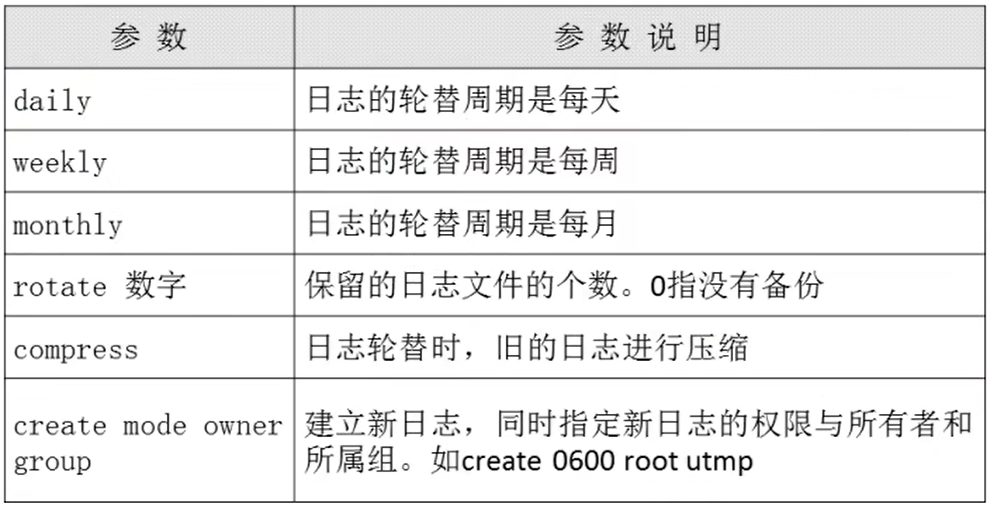 参 数 参 数 说 明
daily 日志的轮替周期是每天
weekly 日志的轮替周期是每周
monthly 日志的轮替周期是每月
rotate 数字 保留的日志文件的个数。0指没有备份
compress 日志轮替时，旧的日志进行压缩
create mode owner
group
建立新日志，同时指定新日志的权限与所有者和
所属组。如create 0600 root utmp